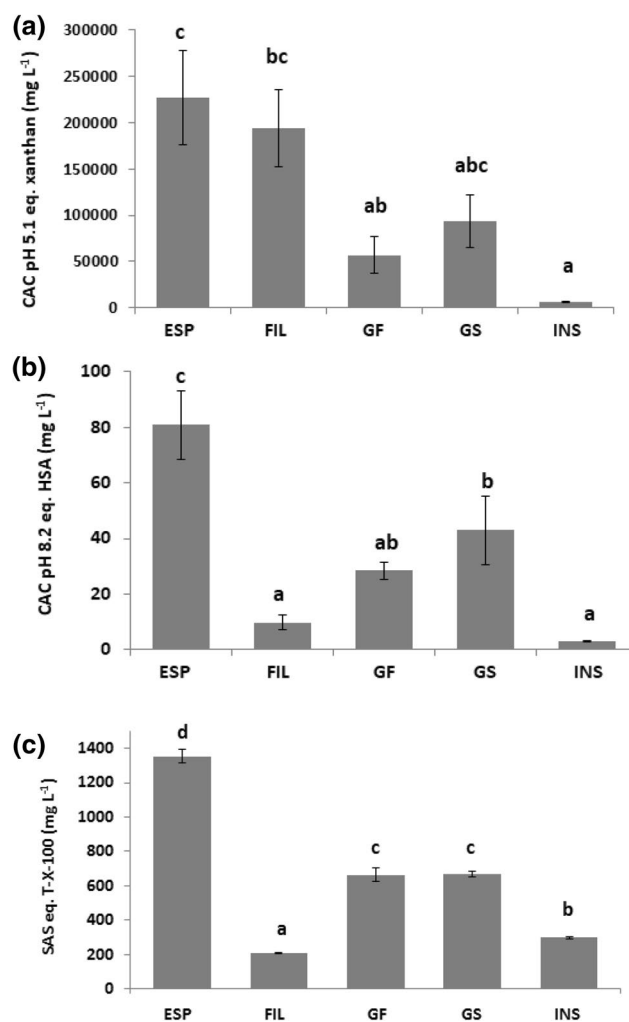 (a)
CAC pH 5.1 eq. xanthan (mg L-1)
300000
250000
200000
150000
100000
50000
0
c
bc
ab
abc
a
ESP FIL GF GS INS
(b)
CAC pH 8.2 eq. HSA (mg L-1)
100
80
60
40
20
0
c
a
ab
b
a
ESP FIL GF GS INS
(c)
SAS eq. T-X-100 (mg L-1)
1400
1200
1000
800
600
400
200
0
d
a
c
c
b
ESP FIL GF GS INS